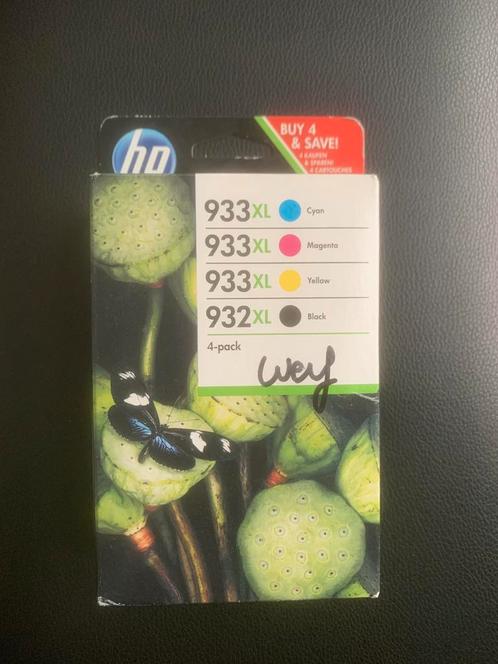 hp
BUY 4
& SAVE!
4 KAUFEN
& SPAREN!
4 CARTOUCHES
933XL Cyan
933XL Magenta
933XL Yellow
932XL Black
4-pack